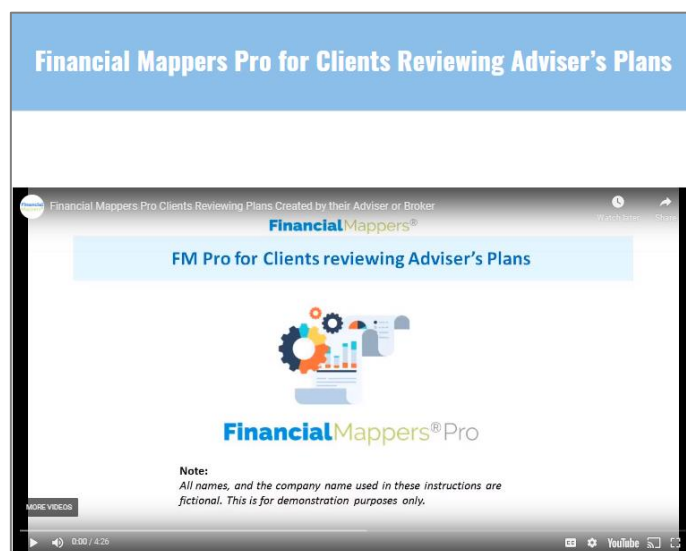 Financial Mappers Pro for Clients Reviewing Adviser's Plans
Financial Mappers Pro Clients Reviewing Plans Created by their Adviser or Broker
Watch later
Share
FinancialMappers®
FM Pro for Clients reviewing Adviser's Plans
FinancialMappers®Pro
Note:
All names, and the company name used in these instructions are
fictional. This is for demonstration purposes only.
MORE VIDEOS
0:00 / 4:26
CC
YouTube